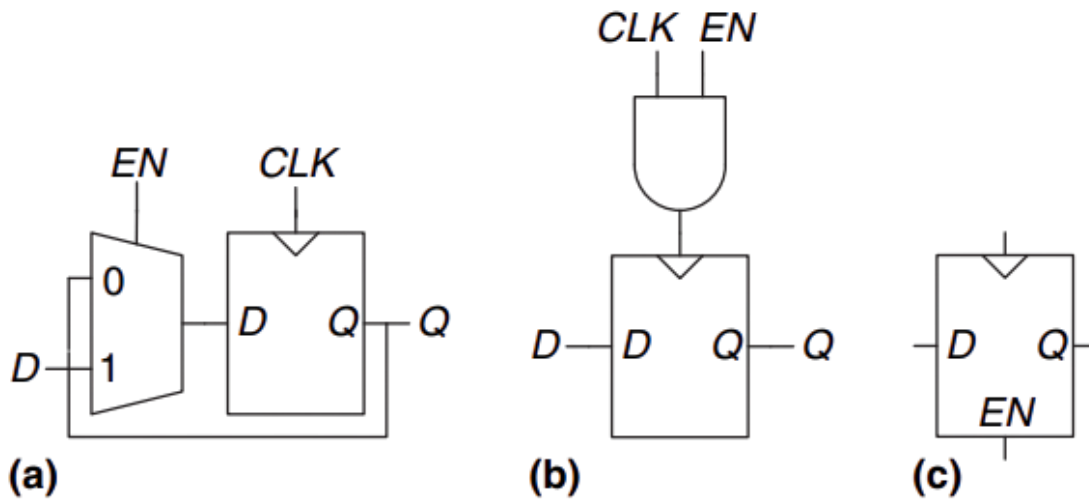 CLK EN
EN CLK
0
D Q Q
D 1
D D Q Q
D Q
EN
(a) (b) (c)